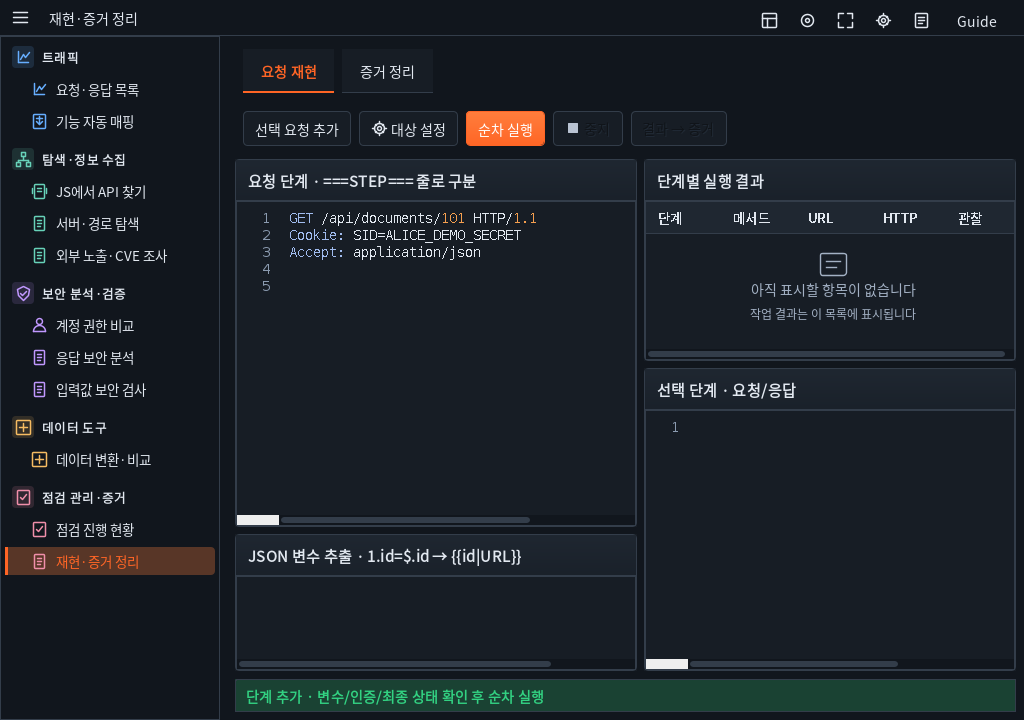 재현·증거 정리
Guide
트래픽
요청·응답 목록
기능 자동 매핑
탐색·정보 수집
JS에서 API 찾기
서버·경로 탐색
외부 노출·CVE 조사
보안 분석·검증
계정 권한 비교
응답 보안 분석
입력값 보안 검사
데이터 도구
데이터 변환·비교
점검 관리·증거
점검 진행 현황
재현·증거 정리
요청 재현 증거 정리
선택 요청 추가 대상 설정 순차 실행 중지 결과 → 증거
요청 단계 · ===STEP=== 줄로 구분
1 GET /api/documents/101 HTTP/1.1
2 Cookie: SID=ALICE_DEMO_SECRET
3 Accept: application/json
4
5
JSON 변수 추출 · 1.id=$.id → {{id|URL}}
단계별 실행 결과
단계 메서드 URL HTTP 관찰
아직 표시할 항목이 없습니다
작업 결과는 이 목록에 표시됩니다
선택 단계 · 요청/응답
1
단계 추가 · 변수/인증/최종 상태 확인 후 순차 실행